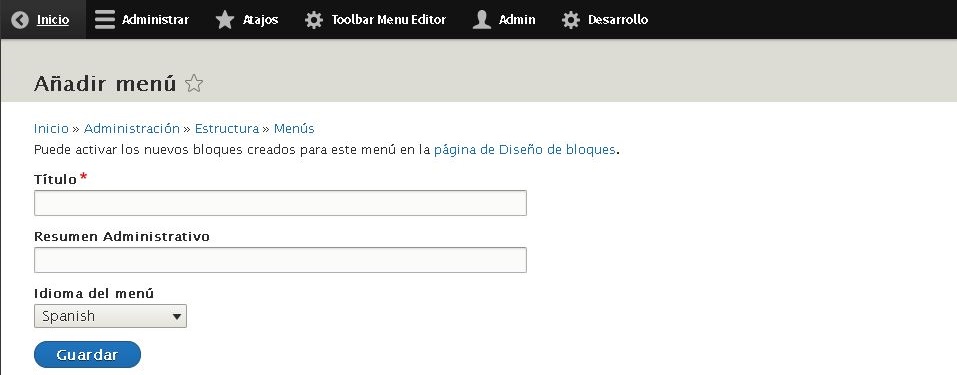 Inicio Administrar Atajos Toolbar Menu Editor Admin Desarrollo
Añadir menú
Inicio » Administración » Estructura » Menús
Puede activar los nuevos bloques creados para este menú en la página de Diseño de bloques.
Título *
Resumen Administrativo
Idioma del menú
Spanish
Guardar